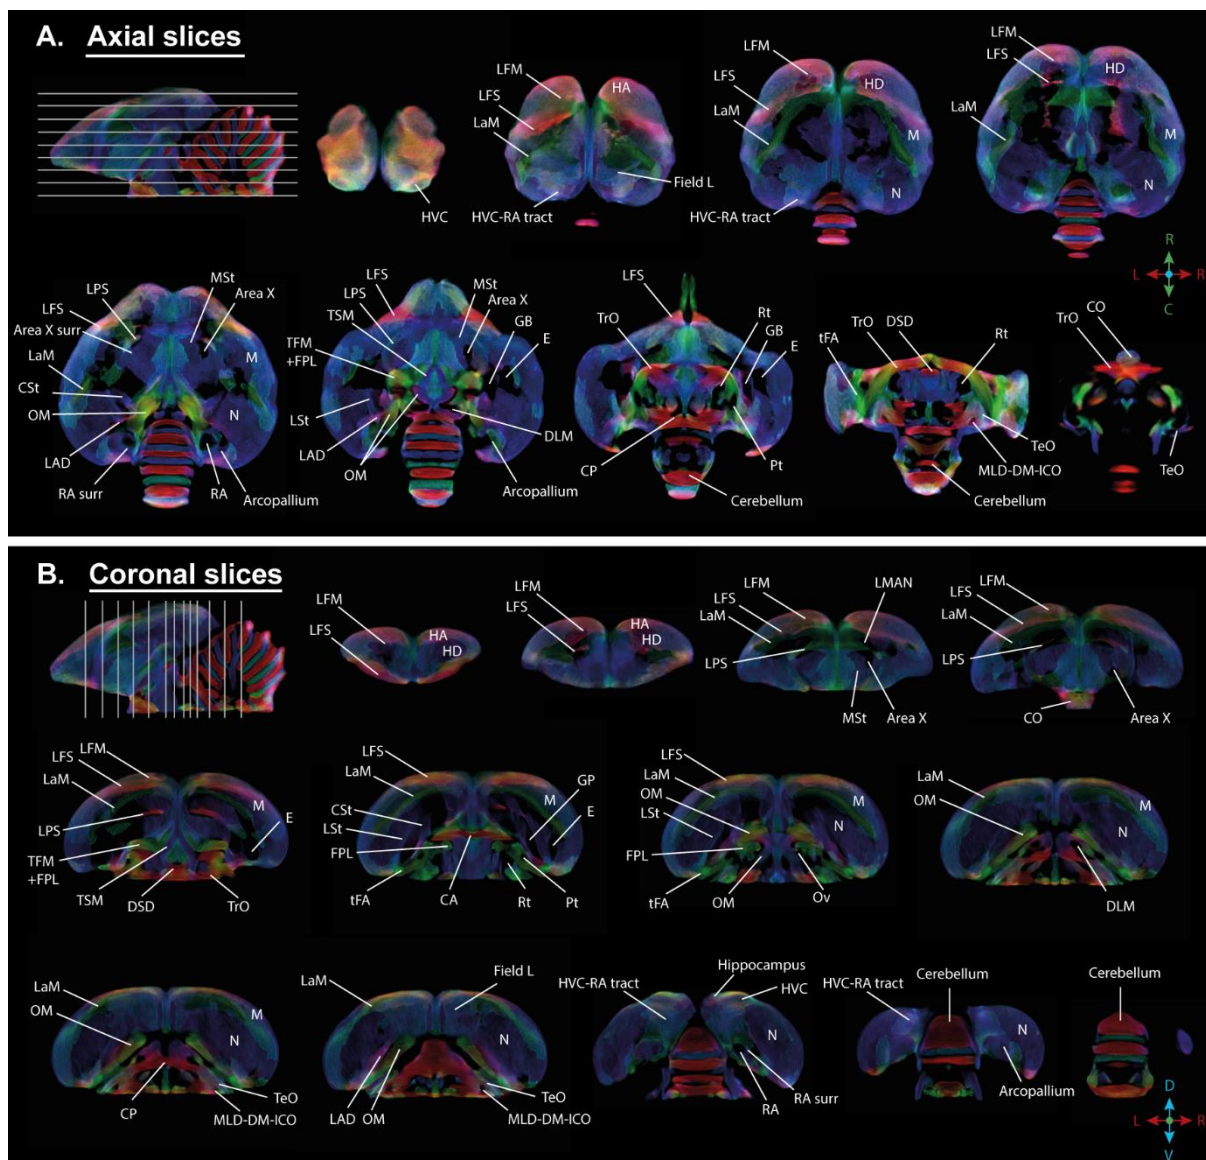 A. Axial slices
HVC
LFM
LFS
LaM
HA
Field L
HVC-RA tract
LFM
LFS
LaM
HD
M
N
HVC-RA tract
LFM
LFS
LaM
HD
M
N
R
L R
C
LPS
LFS
Area X surr
LaM
CSt
OM
LAD
RA surr
MSt
Area X
M
N
RA
Arcopallium
LFS
LPS
TSM
TFM
+FPL
LSt
LAD
OM
MSt
Area X
GB
E
DLM
Arcopallium
LFS
TrO
Rt
GB
E
CP
Pt
Cerebellum
tFA
TrO
DSD
Rt
TeO
MLD-DM-ICO
Cerebellum
CO
TrO
TeO
B. Coronal slices
LFM
LFS
HA
HD
LFM
LFS
HA
HD
LFM
LFS
LaM
LPS
LMAN
MSt
Area X
LFM
LFS
LaM
LPS
CO
Area X
LFM
LFS
LaM
LPS
TFM
+FPL
TSM
DSD
TrO
M
E
LFS
LaM
CSt
LSt
FPL
tFA
CA
Rt
Pt
GP
M
E
LFS
LaM
OM
LSt
FPL
tFA
OM
Ov
M
N
LaM
OM
M
N
DLM
LaM
OM
M
N
CP
TeO
MLD-DM-ICO
LaM
Field L
M
N
LAD
OM
TeO
MLD-DM-ICO
Hippocampus
HVC-RA tract
HVC
N
RA surr
RA
HVC-RA tract
Cerebellum
N
Arcopallium
Cerebellum
D
L R
V